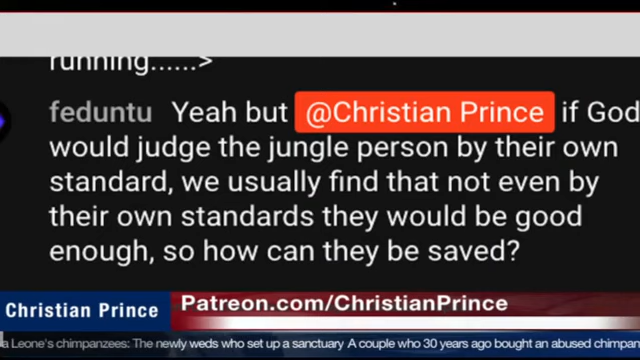 running......>
feduntu Yeah but @Christian Prince if God
would judge the jungle person by their own
standard, we usually find that not even by
their own standards they would be good
enough, so how can they be saved?
Christian Prince Patreon.com/ChristianPrince
a Leone's chimpanzees: The newly weds who set up a sanctuary A couple who 30 years ago bought an abused chimpan